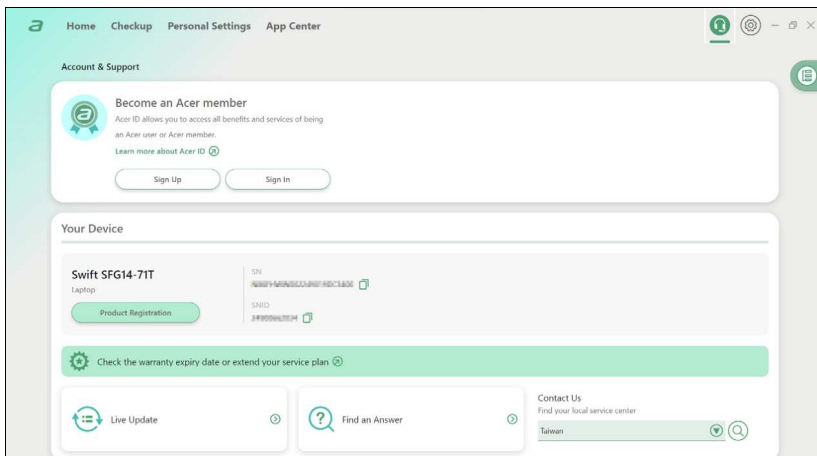 Home Checkup Personal Settings App Center
Account & Support
Become an Acer member
Acer ID allows you to access all benefits and services of being
an Acer user or Acer member.
Learn more about Acer ID
Sign Up Sign In
Your Device
Swift SFG14-71T
Laptop
Product Registration
SN
SNID
Check the warranty expiry date or extend your service plan
Live Update
Find an Answer
Contact Us
Find your local service center
Taiwan